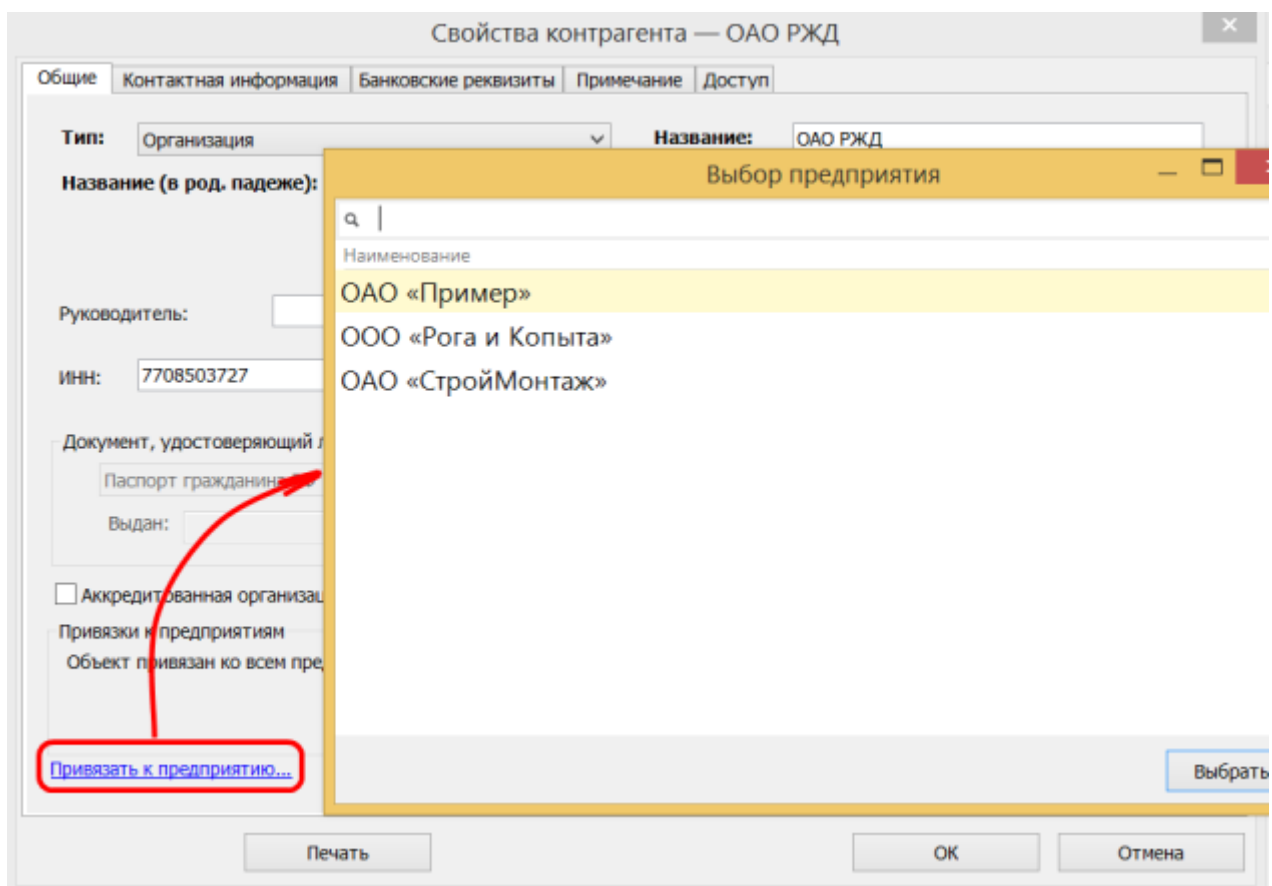 Свойства контрагента — ОАО РЖД
Общие Контактная информация Банковские реквизиты Примечание Доступ
Тип: Организация Название: ОАО РЖД
Название (в род. падеже):
Выбор предприятия
Наименование
ОАО «Пример»
Руководитель:
ООО «Рога и Копыта»
ИНН: 7708503727
ОАО «СтройМонтаж»
Документ, удостоверяющий
Паспорт гражданина
Выдан:
Аккредитованная организац
Привязки к предприятиям
Объект привязан ко всем пре
Привязать к предприятию...
Выбрать
Печать ОК Отмена